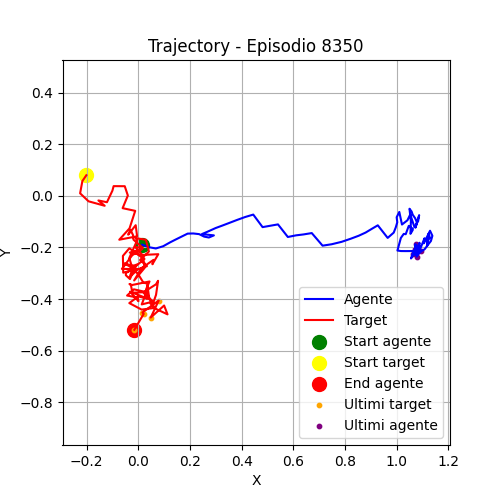 Trajectory - Episodio 8350
Y
0.4
0.2
0.0
−0.2
−0.4
−0.6
−0.8
Agente
Target
Start agente
Start target
End agente
Ultimi target
Ultimi agente
−0.2 0.0 0.2 0.4 0.6 0.8 1.0 1.2
X